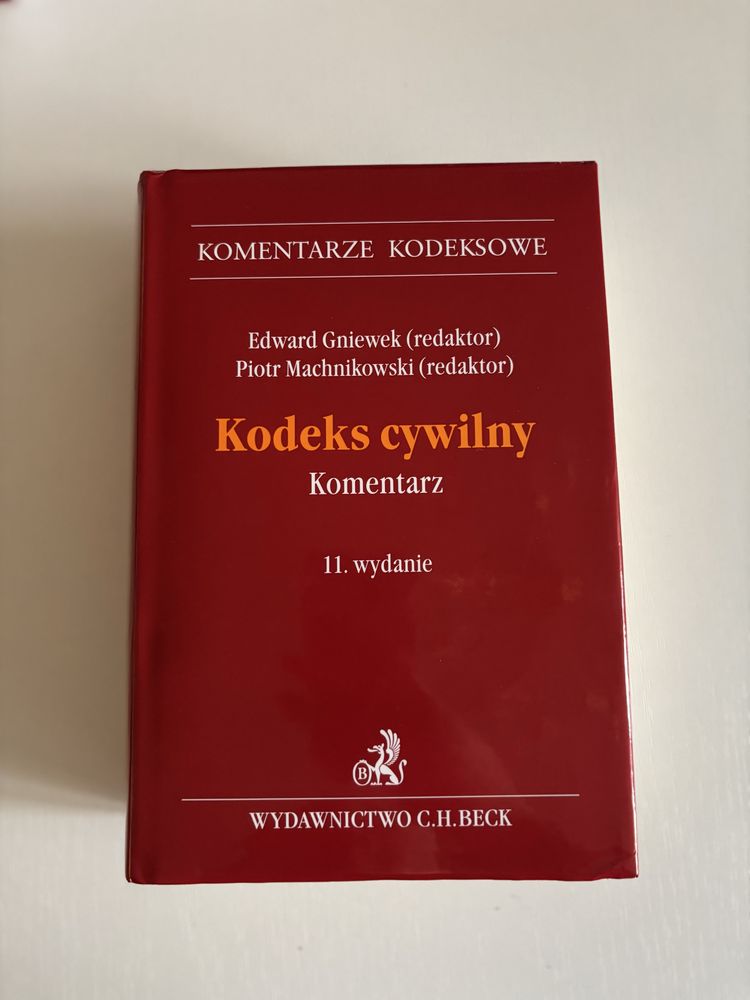 KOMENTARZE KODEKSOWE
Edward Gniewek (redaktor)
Piotr Machnikowski (redaktor)
Kodeks cywilny
Komentarz
11. wydanie
B
WYDAWNICTWO C.H.BECK